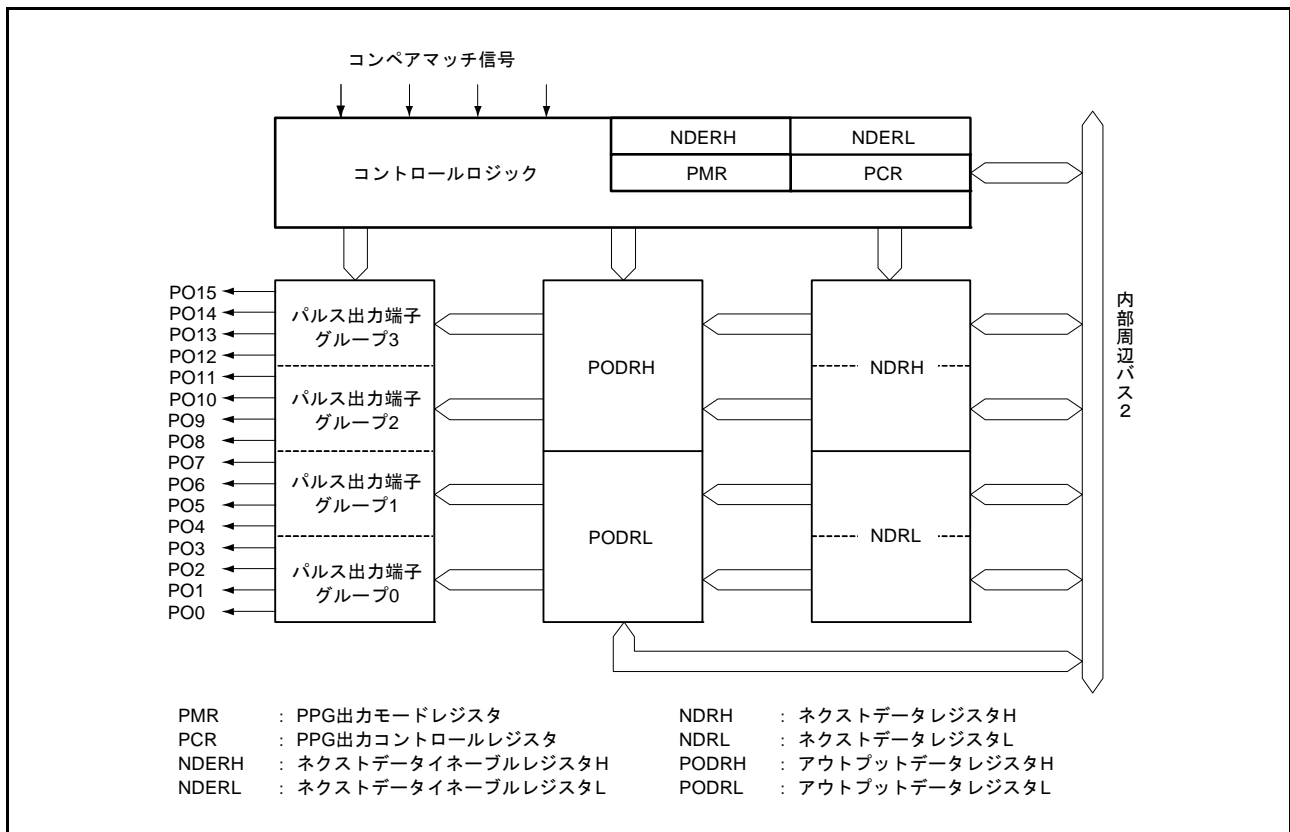 コンペアマッチ信号
NDERH
NDERL
コントロールロジック
PMR
PCR
PO15
PO14
PO13
PO12
PO11
PO10
PO9
PO8
PO7
PO6
PO5
PO4
PO3
PO2
PO1
PO0
パルス出力端子
グループ3
パルス出力端子
グループ2
パルス出力端子
グループ1
パルス出力端子
グループ0
PODRH
PODRL
NDRH
NDRL
内部周辺バス2
PMR : PPG出力モードレジスタ
PCR : PPG出力コントロールレジスタ
NDERH : ネクストデータイネーブルレジスタH
NDERL : ネクストデータイネーブルレジスタL
NDRH : ネクストデータレジスタH
NDRL : ネクストデータレジスタL
PODRH : アウトプットデータレジスタH
PODRL : アウトプットデータレジスタL